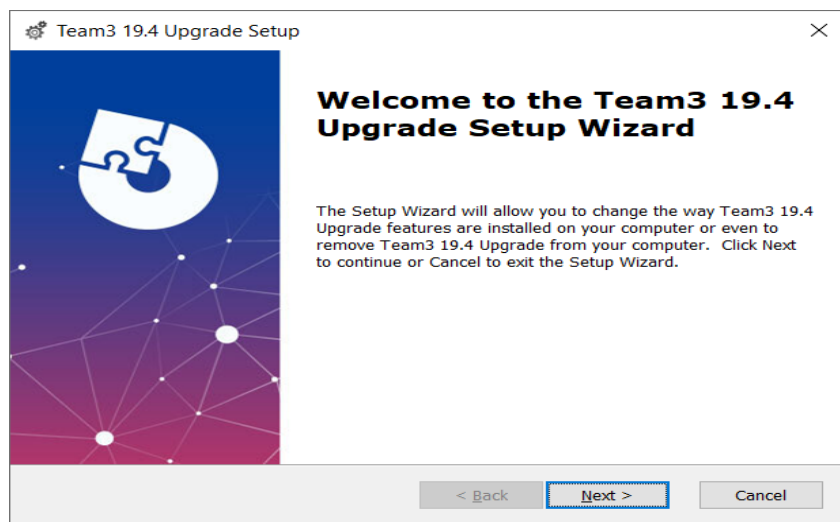 Team3 19.4 Upgrade Setup
Welcome to the Team3 19.4
Upgrade Setup Wizard
The Setup Wizard will allow you to change the way Team3 19.4
Upgrade features are installed on your computer or even to
remove Team3 19.4 Upgrade from your computer.  Click Next
to continue or Cancel to exit the Setup Wizard.
< Back
Next >
Cancel